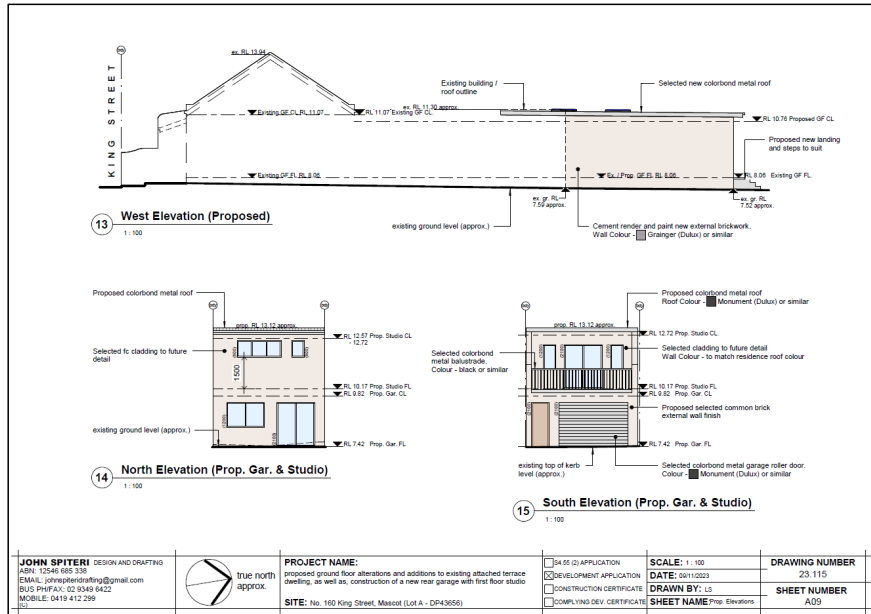 KING STREET
bdy
ex. RL 13.94
Existing GF CL RL 11.07
RL 11.07 Existing GF CL.
ex. RL 11.30 approx.
Existing building /
roof outline
Selected new colorbond metal roof
RL 10.76 Proposed GF CL
Proposed new landing
and steps to suit
Existing GF FL RL 8.06
Ex. / Prop. GF FL RL 8.06
RL 8.06 Existing GF FL.
ex. gr. RL
7.59 approx.
ex. gr. RL
7.52 approx.
existing ground level (approx.)
Cement render and paint new external brickwork.
Wall Colour - Grainger (Dulux) or similar
13
West Elevation (Proposed)
1 : 100
Proposed colorbond metal roof
bdy
bdy
prop. RL 13.12 approx.
RL 12.57 Prop. Studio CL
- 12.72
Selected fc cladding to future
detail
1500
RL 10.17 Prop. Studio FL
RL 9.82 Prop. Gar. CL
existing ground level (approx.)
RL 7.42 Prop. Gar. FL
14
North Elevation (Prop. Gar. & Studio)
1 : 100
bdy
bdy
Proposed colorbond metal roof
Roof Colour - Monument (Dulux) or similar
prop. RL 13.12 approx.
RL 12.72 Prop. Studio CL.
Selected colorbond
metal balustrade.
Colour - black or similar
Selected cladding to future detail
Wall Colour - to match residence roof colour
RL 10.17 Prop. Studio FL
RL 9.82 Prop. Gar. CL
Proposed selected common brick
external wall finish
RL 7.42 Prop. Gar. FL
existing top of kerb
level (approx.)
Selected colorbond metal garage roller door.
Colour - Monument (Dulux) or similar
15
South Elevation (Prop. Gar. & Studio)
1 : 100
JOHN SPITERI DESIGN AND DRAFTING
ABN: 12546 685 338
EMAIL: johnspiteridrafting@gmail.com
BUS PH/FAX: 02 9349 6422
MOBILE: 0419 412 299
(C)
true north
approx.
PROJECT NAME:
proposed ground floor alterations and additions to existing attached terrace
dwelling, as well as, construction of a new rear garage with first floor studio
SITE: No. 160 King Street, Mascot (Lot A - DP43656)
S4.55 (2) APPLICATION
DEVELOPMENT APPLICATION
CONSTRUCTION CERTIFICATE
COMPLYING DEV. CERTIFICATE
SCALE: 1 : 100
DATE: 09/11/2023
DRAWN BY: LS
SHEET NAME: Prop. Elevations
DRAWING NUMBER
23.115
SHEET NUMBER
A09